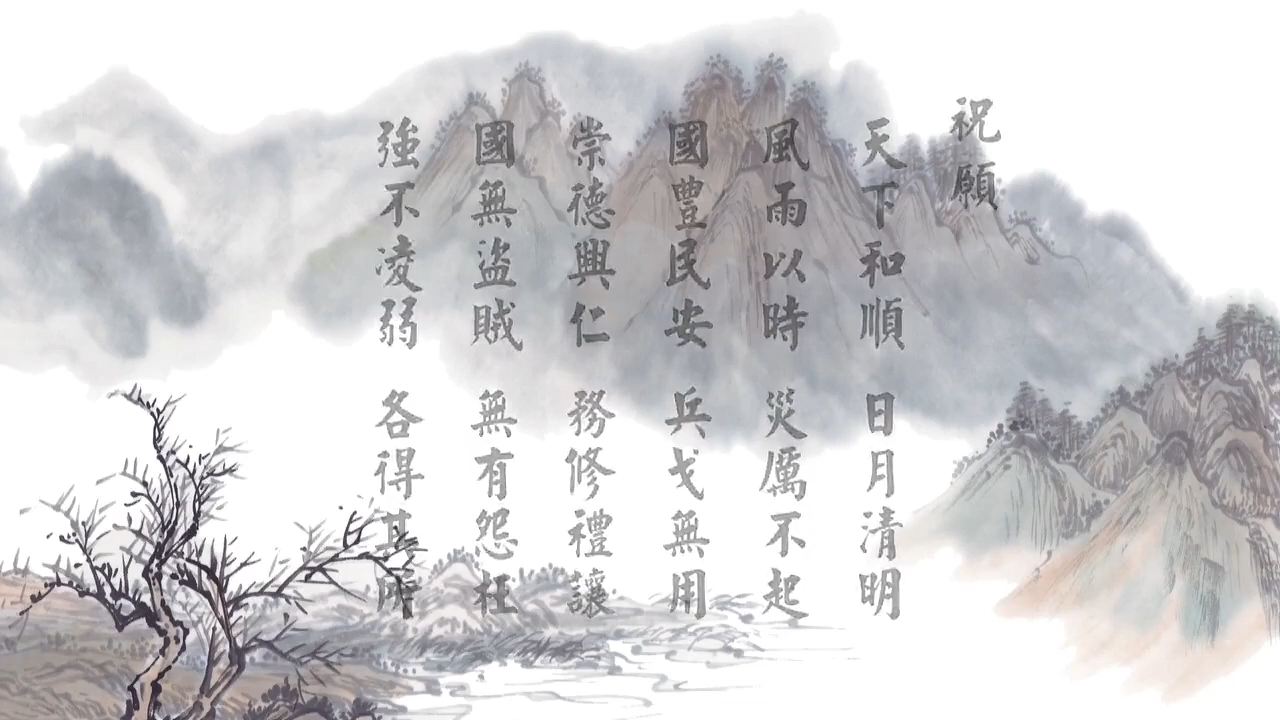 祝願
天下和順 日月清明
風雨以時 災厲不起
國豐民安 兵戈無用
崇德興仁 務修禮讓
國無盜賊 無有怨枉
強不凌弱 各得其所